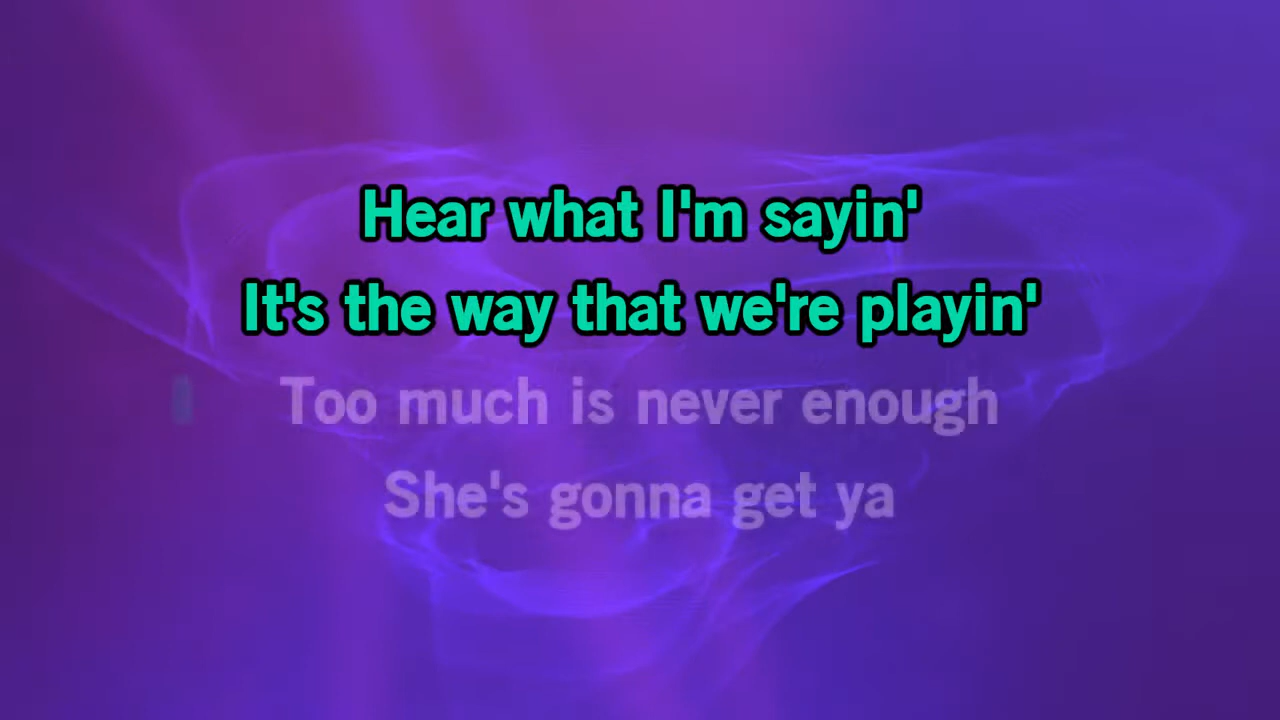 Hear what I'm sayin'
It's the way that we're playin'
Too much is never enough
She's gonna get ya